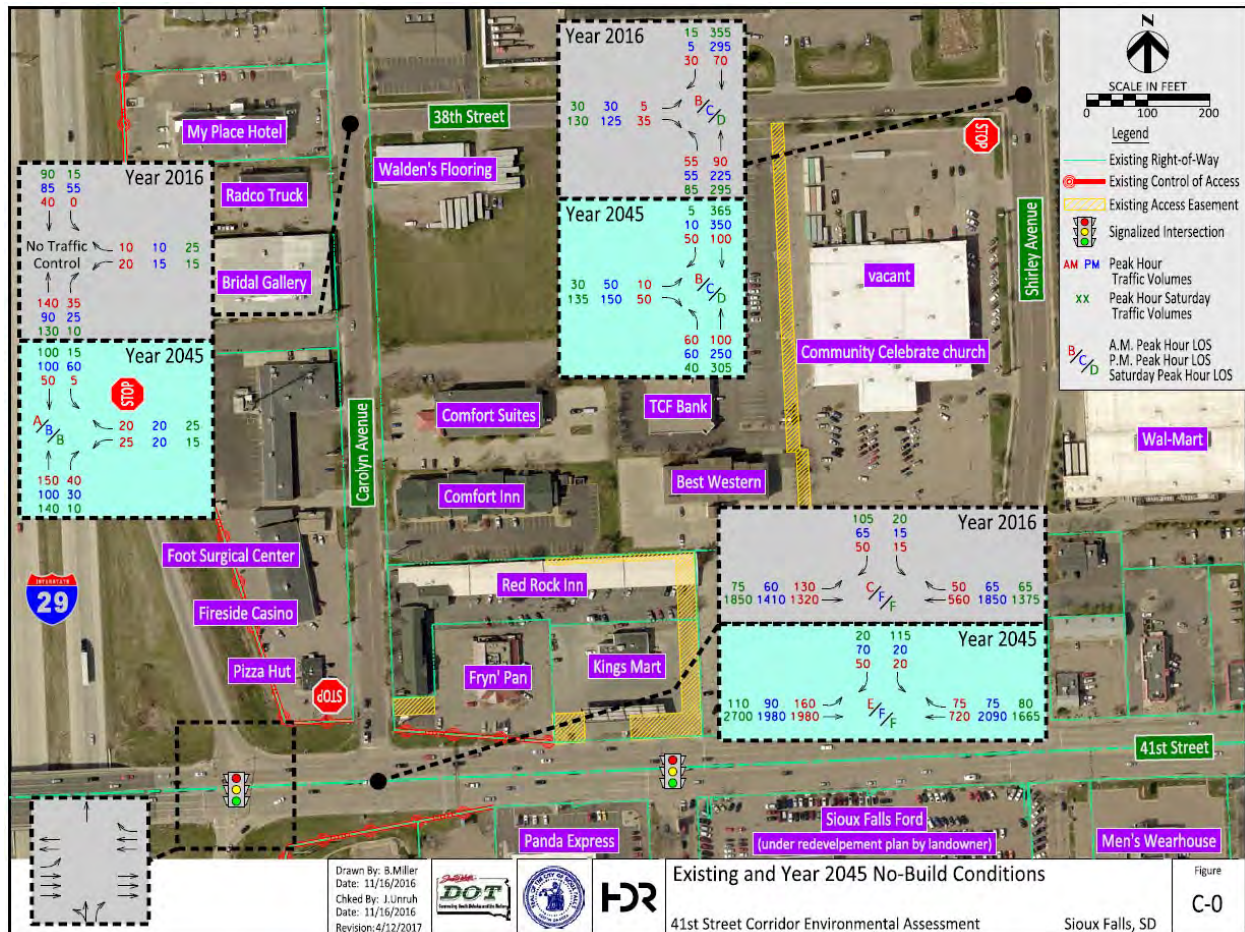 Year 2016
15 355
5 295
30 70
30 30 5
130 125 35
B/C/D
55 90
55 225
85 295
Year 2045
5 365
10 350
50 100
30 50 10
135 150 50
B/C/D
60 100
60 250
40 305
N
SCALE IN FEET
0 100 200
Legend
Existing Right-of-Way
Existing Control of Access
Existing Access Easement
Signalized Intersection
AM PM Peak Hour
Traffic Volumes
XX Peak Hour Saturday
Traffic Volumes
B/C/D
A.M. Peak Hour LOS
P.M. Peak Hour LOS
Saturday Peak Hour LOS
My Place Hotel
38th Street
STOP
Walden's Flooring
Radco Truck
Bridal Gallery
Year 2016
90 15
85 55
40 0
No Traffic
Control
10 10 25
20 15 15
140 35
90 25
130 10
Year 2045
100 15
100 60
50 5
STOP
A/B/B
20 20 25
25 20 15
150 40
100 30
140 10
Shirley Avenue
vacant
Community Celebrate church
Wal-Mart
Carolyn Avenue
Comfort Suites
TCF Bank
Comfort Inn
Best Western
Foot Surgical Center
Red Rock Inn
INTERSTATE
29
Fireside Casino
Pizza Hut
STOP
Fryn' Pan
Kings Mart
Year 2016
105 20
65 15
50 15
75 60 130
1850 1410 1320
C/F/F
50 65 65
560 1850 1375
Year 2045
20 115
70 20
50 20
110 90 160
2700 1980 1980
E/F/F
75 75 80
720 2090 1665
41st Street
Panda Express
Sioux Falls Ford
(under redevelopement plan by landowner)
Men's Wearhouse
Drawn By: B.Miller
Date: 11/16/2016
Chked By: J.Unruh
Date: 11/16/2016
Revision:4/12/2017
DOT
HDR
Existing and Year 2045 No-Build Conditions
41st Street Corridor Environmental Assessment
Sioux Falls, SD
Figure
C-0